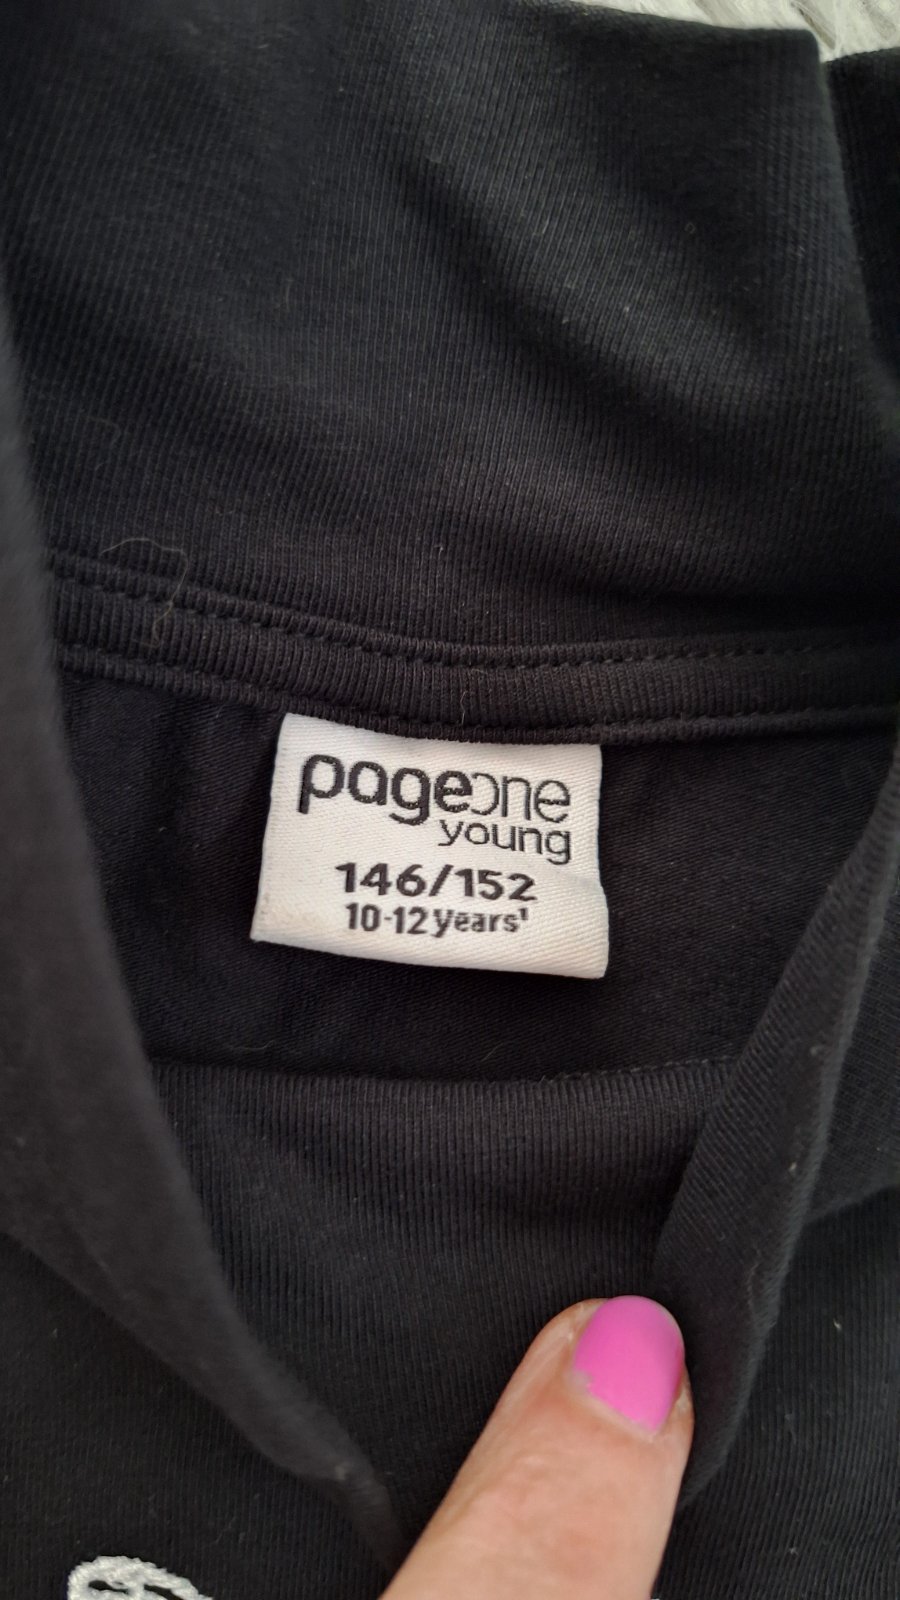 pageone
young
146/152
10-12 years¹